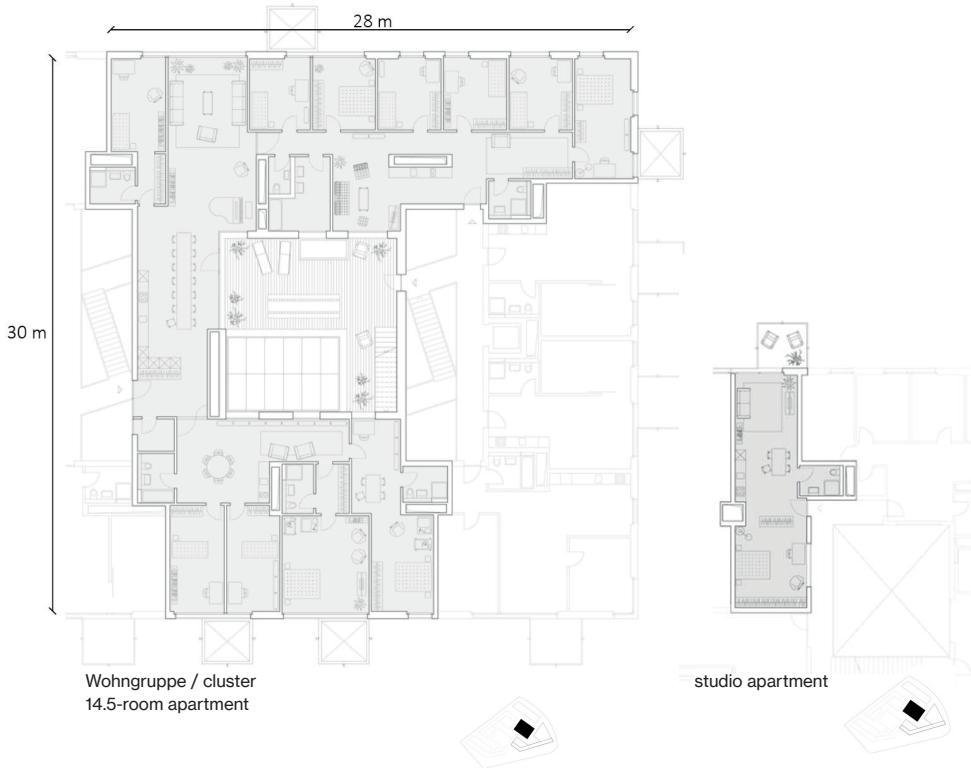 28 m
30 m
Wohngruppe / cluster
14.5-room apartment
studio apartment